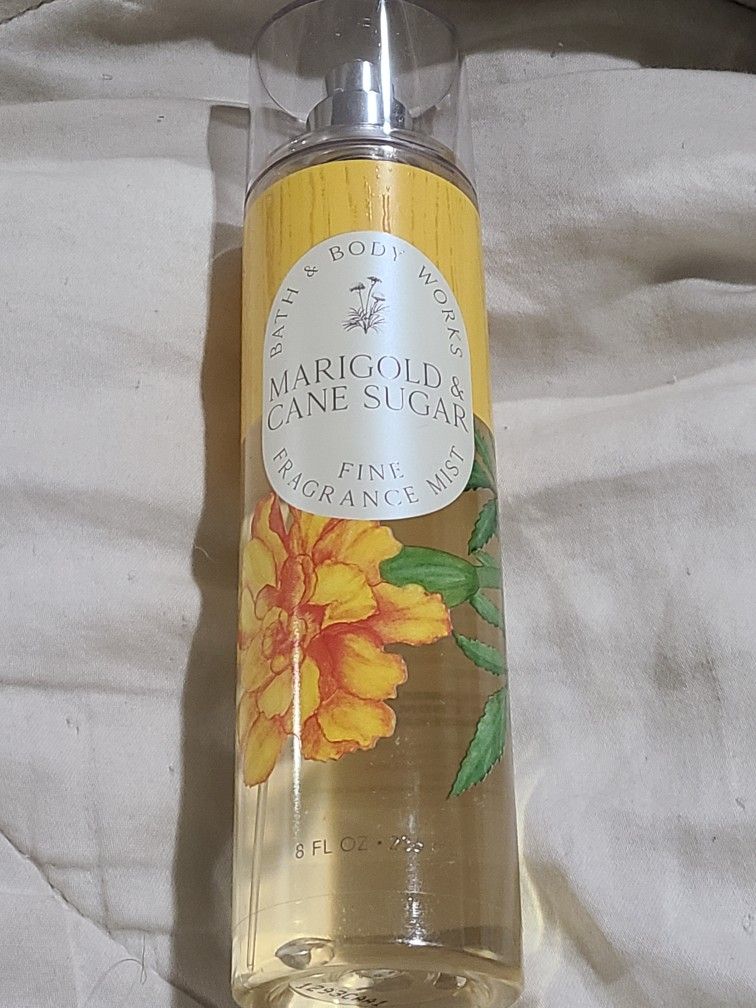 BATH & BODY WORKS
MARIGOLD &
CANE SUGAR
FINE
FRAGRANCE MIST
8 FL OZ •